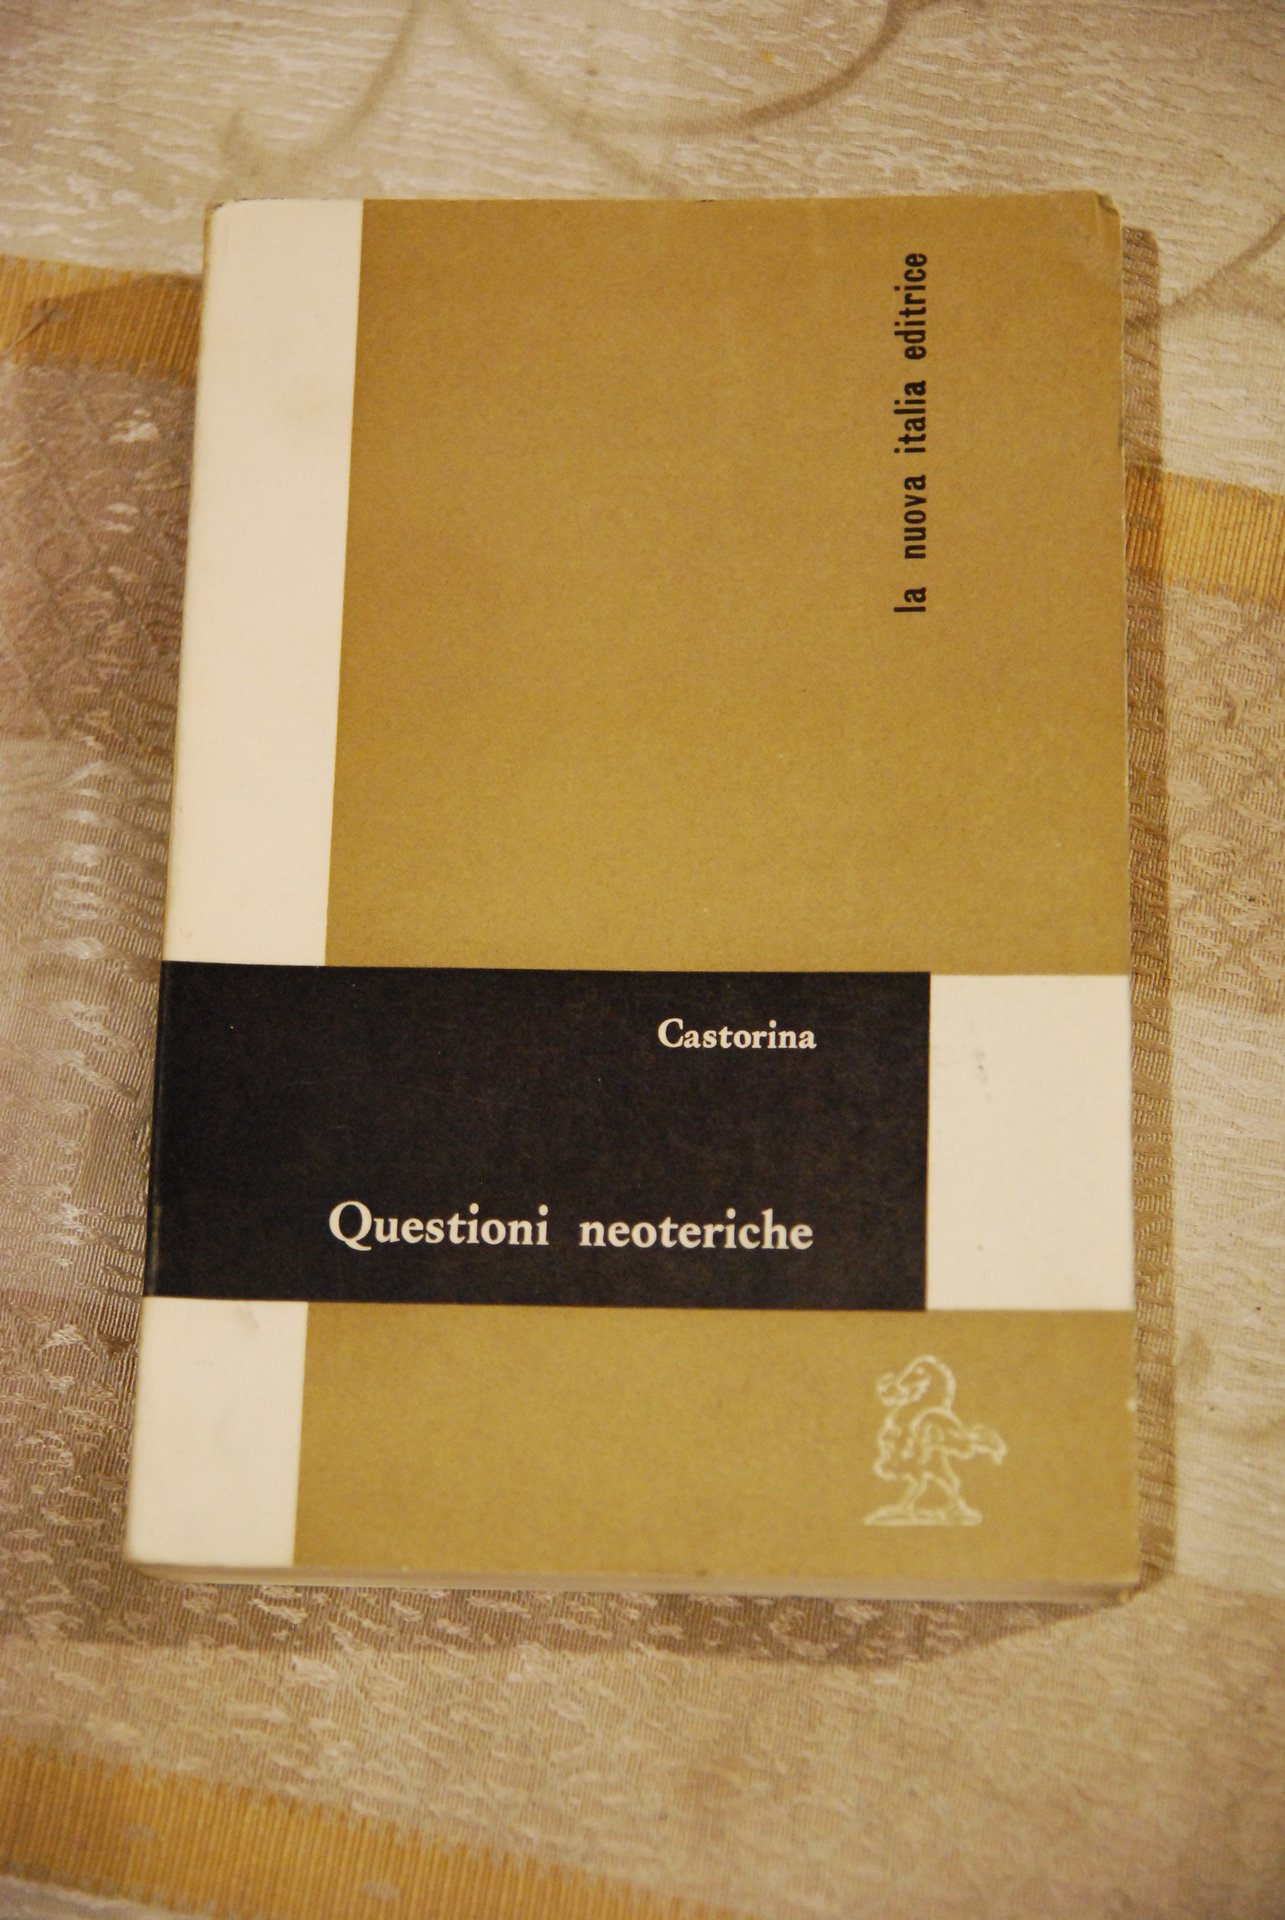 la nuova italia editrice
Castorina
Questioni neoteriche